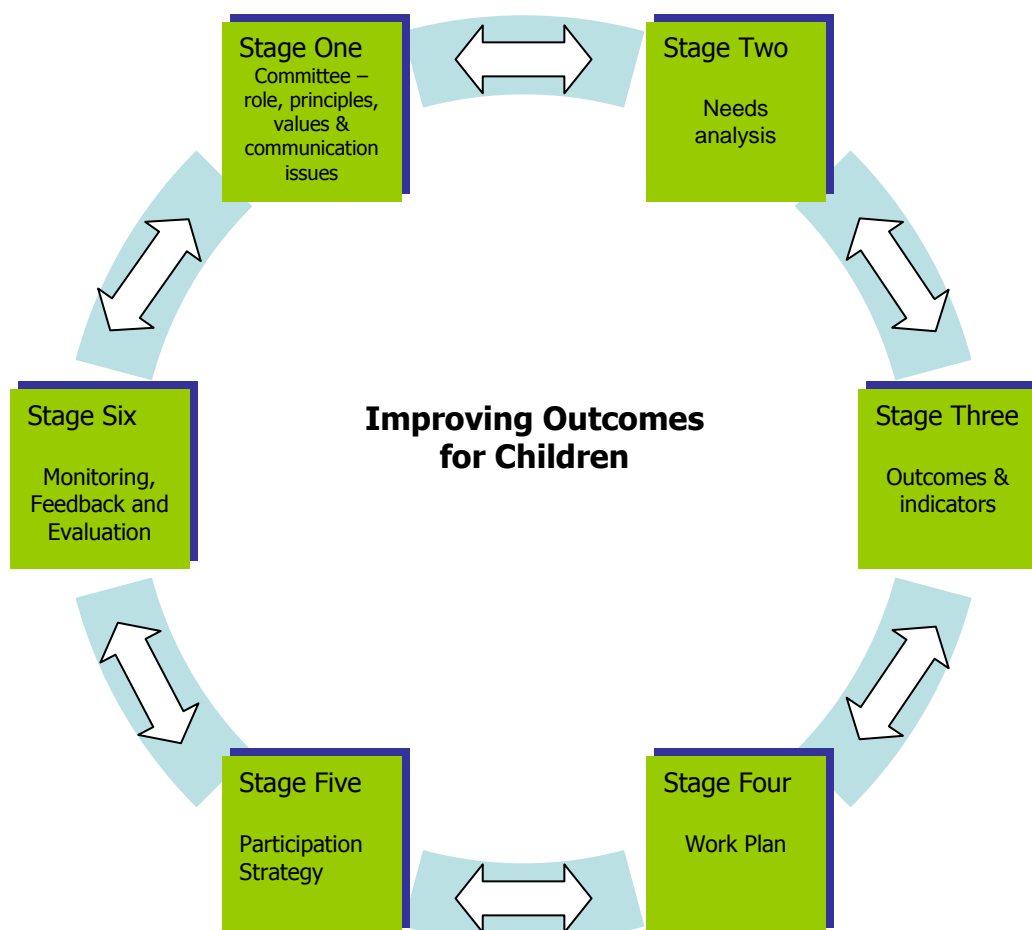 Stage One
Committee –
role, principles,
values &
communication
issues
Stage Two
Needs
analysis
Stage Three
Outcomes &
indicators
Stage Four
Work Plan
Stage Five
Participation
Strategy
Stage Six
Monitoring,
Feedback and
Evaluation
Improving Outcomes
for Children